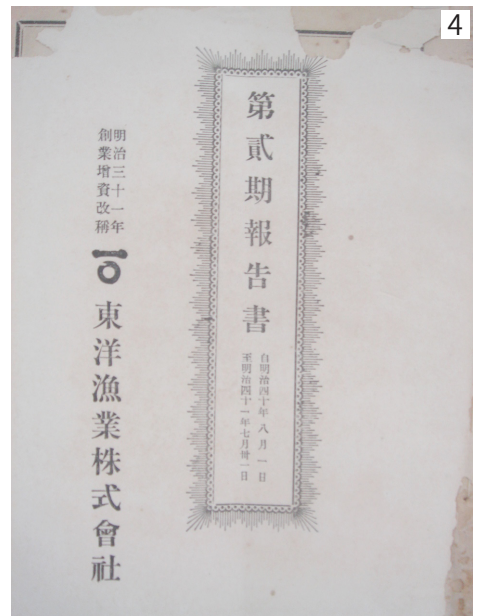 4
第貳期報告書
自明治四十年八月一日
至明治四十一年七月卅一日
明治三十一年
創業增資改稱
東洋漁業株式會社